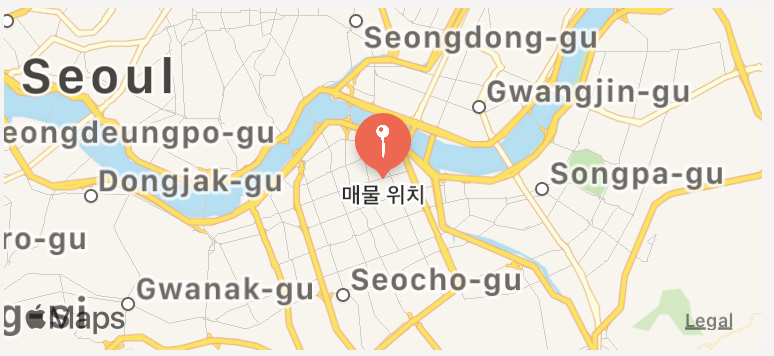 Seongdong-gu
Seoul
Gwangjin-gu
eongdeungpo-gu
Dongjak-gu
Songpa-gu
매물 위치
ro-gu
Seocho-gu
Gwanak-gu
g-si
Maps
Legal